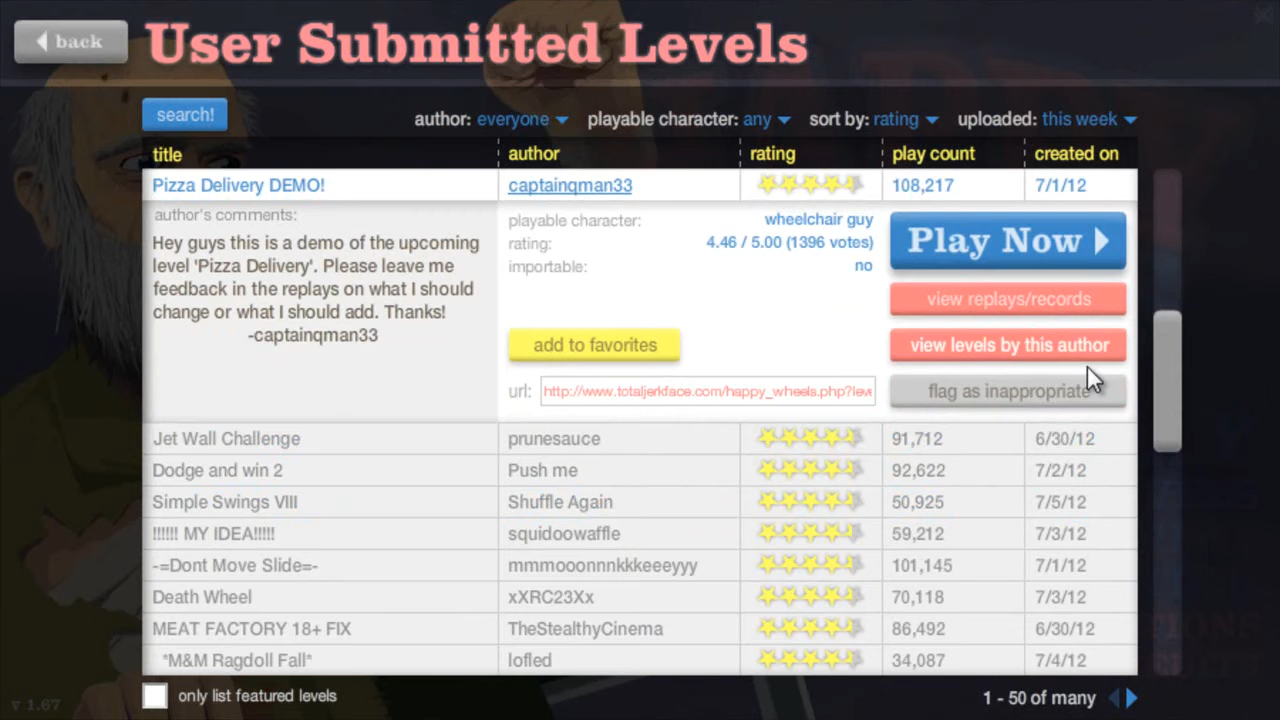 back
User Submitted Levels
search!
author: everyone
playable character: any
sort by: rating
uploaded: this week
title
author
rating
play count
created on
Pizza Delivery DEMO!
captainqman33
108,217
7/1/12
author's comments:
Hey guys this is a demo of the upcoming
level 'Pizza Delivery'. Please leave me
feedback in the replays on what I should
change or what I should add. Thanks!
-captainqman33
playable character: wheelchair guy
rating: 4.46 / 5.00 (1396 votes)
importable: no
add to favorites
url: http://www.totaljerkface.com/happy_wheels.php?lev
Play Now
view replays/records
view levels by this author
flag as inappropriate
Jet Wall Challenge prunesauce 91,712 6/30/12
Dodge and win 2 Push me 92,622 7/2/12
Simple Swings VIII Shuffle Again 50,925 7/5/12
!!!!!! MY IDEA!!!!! squidoowaffle 59,212 7/3/12
-=Dont Move Slide=- mmmooonnnkkkeeeyyy 101,145 7/1/12
Death Wheel xXRC23Xx 70,118 7/3/12
MEAT FACTORY 18+ FIX TheStealthyCinema 86,492 6/30/12
*M&M Ragdoll Fall* lofled 34,087 7/4/12
only list featured levels
1 - 50 of many
v 1.67